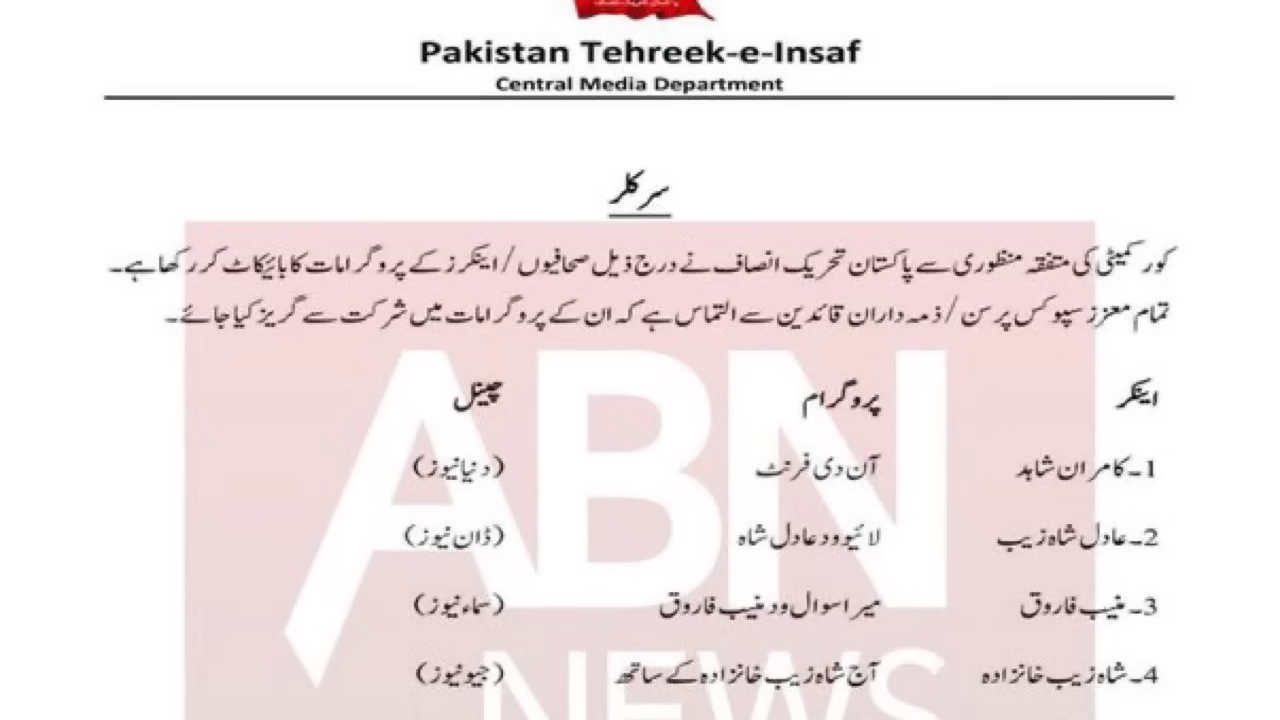 Pakistan Tehreek-e-Insaf
Central Media Department
سرکلر
کور کمیٹی کی متفقہ منظوری سے پاکستان تحریک انصاف نے درج ذیل صحافیوں / اینکرز کے پروگرامات کا بائیکاٹ کر رکھا ہے۔
تمام معزز سپوکس پرسن / ذمہ داران قائدین سے التماس ہے کہ ان کے پروگرامات میں شرکت سے گریز کیا جائے۔
اینکر پروگرام چینل
1۔ کامران شاہد آن دی فرنٹ (دنیا نیوز)
2۔ عادل شاہ زیب لائیو ود عادل شاہ (ڈان نیوز)
3۔ منیب فاروق میرا سوال ود منیب فاروق (سماء نیوز)
4۔ شاہ زیب خانزادہ آج شاہ زیب خانزادہ کے ساتھ (جیو نیوز)
ABN
NEWS